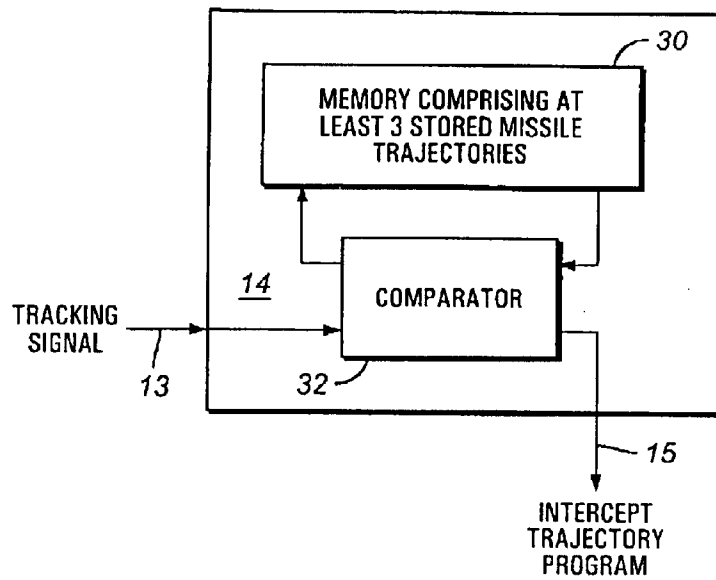 30
MEMORY COMPRISING AT
LEAST 3 STORED MISSILE
TRAJECTORIES
14
COMPARATOR
TRACKING
SIGNAL
13
32
15
INTERCEPT
TRAJECTORY
PROGRAM